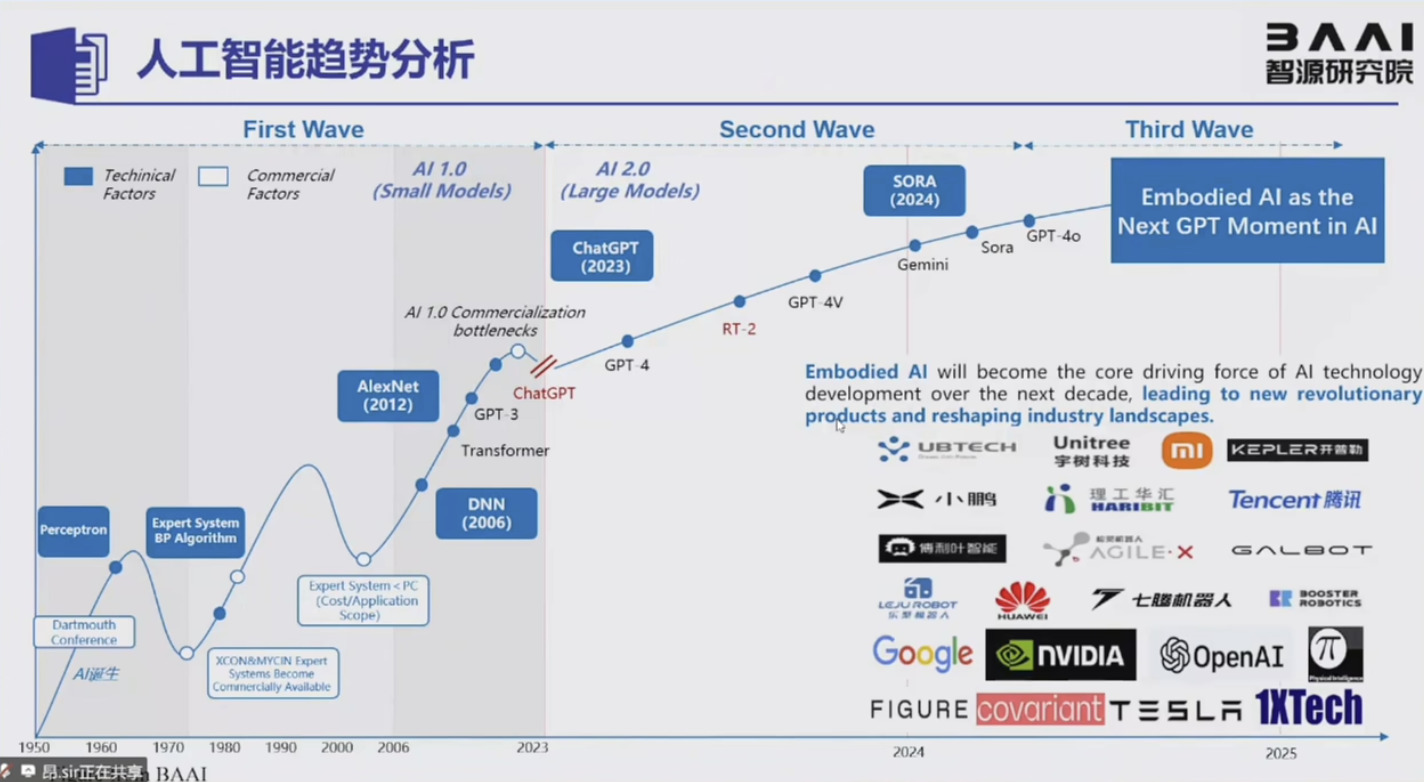 人工智能趋势分析
BAAI
智源研究院
First Wave
Second Wave
Third Wave
Techinical
Factors
Commercial
Factors
AI 1.0
(Small Models)
AI 2.0
(Large Models)
SORA
(2024)
Embodied AI as the
Next GPT Moment in AI
ChatGPT
(2023)
GPT-4o
Sora
Gemini
GPT-4V
RT-2
GPT-4
AI 1.0 Commercialization
bottlenecks
ChatGPT
AlexNet
(2012)
GPT-3
Transformer
Embodied AI will become the core driving force of AI technology
development over the next decade, leading to new revolutionary
products and reshaping industry landscapes.
DNN
(2006)
Perceptron
Expert System
BP Algorithm
Expert System < PC
(Cost/Application
Scope)
Dartmouth
Conference
AI诞生
XCON&MYCIN Expert
Systems Become
Commercially Available
UBTECH
Unitree
宇树科技
mi
KEPLER开普勒
小鹏
理工华汇
HARIBIT
Tencent 腾讯
傅利叶智能
AGILE·X
GALBOT
LEJU ROBOT
乐聚机器人
HUAWEI
七腾机器人
BOOSTER
ROBOTICS
Google
NVIDIA
OpenAI
π
Physical Intelligence
FIGURE
covariant
TESLA
1XTech
1950 1960 1970 1980 1990 2000 2006 2023 2024 2025
昂.sir正在共享
BAAI